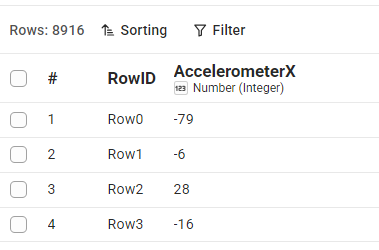 Rows: 8916 Sorting Filter
# RowID AccelerometerX
123 Number (Integer)
1 Row0 -79
2 Row1 -6
3 Row2 28
4 Row3 -16